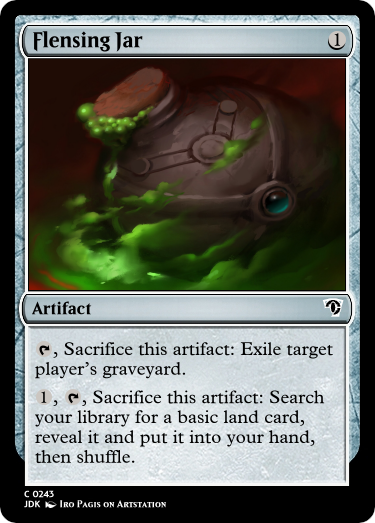 Flensing Jar 1
Artifact
, Sacrifice this artifact: Exile target
player's graveyard.
1, , Sacrifice this artifact: Search
your library for a basic land card,
reveal it and put it into your hand,
then shuffle.
C 0243
JDK Iro Pagis on Artstation